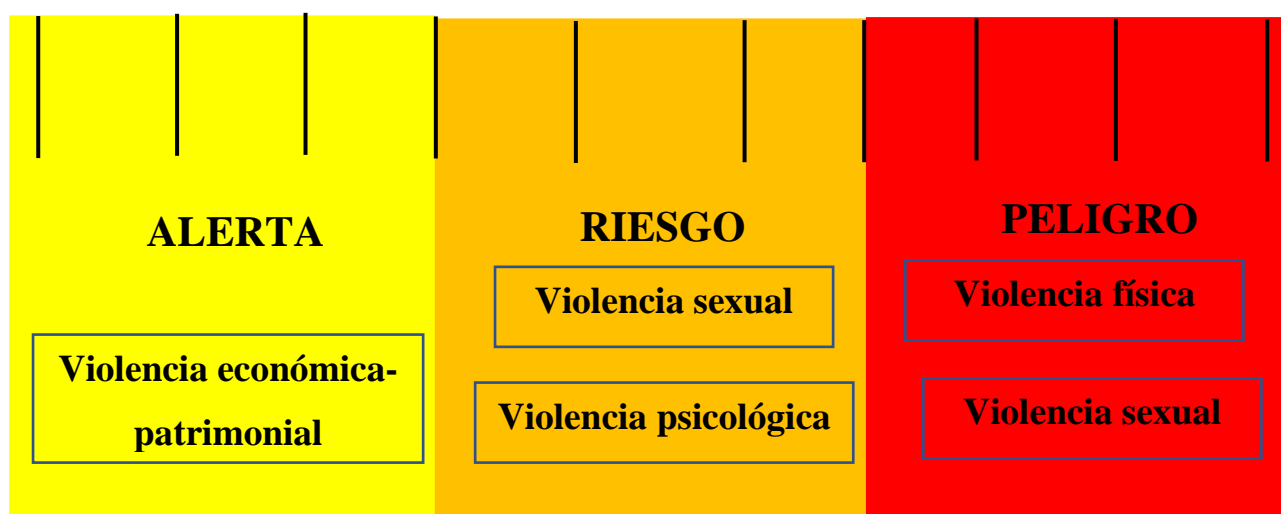 ALERTA
Violencia económica-
patrimonial
RIESGO
Violencia sexual
Violencia psicológica
PELIGRO
Violencia física
Violencia sexual